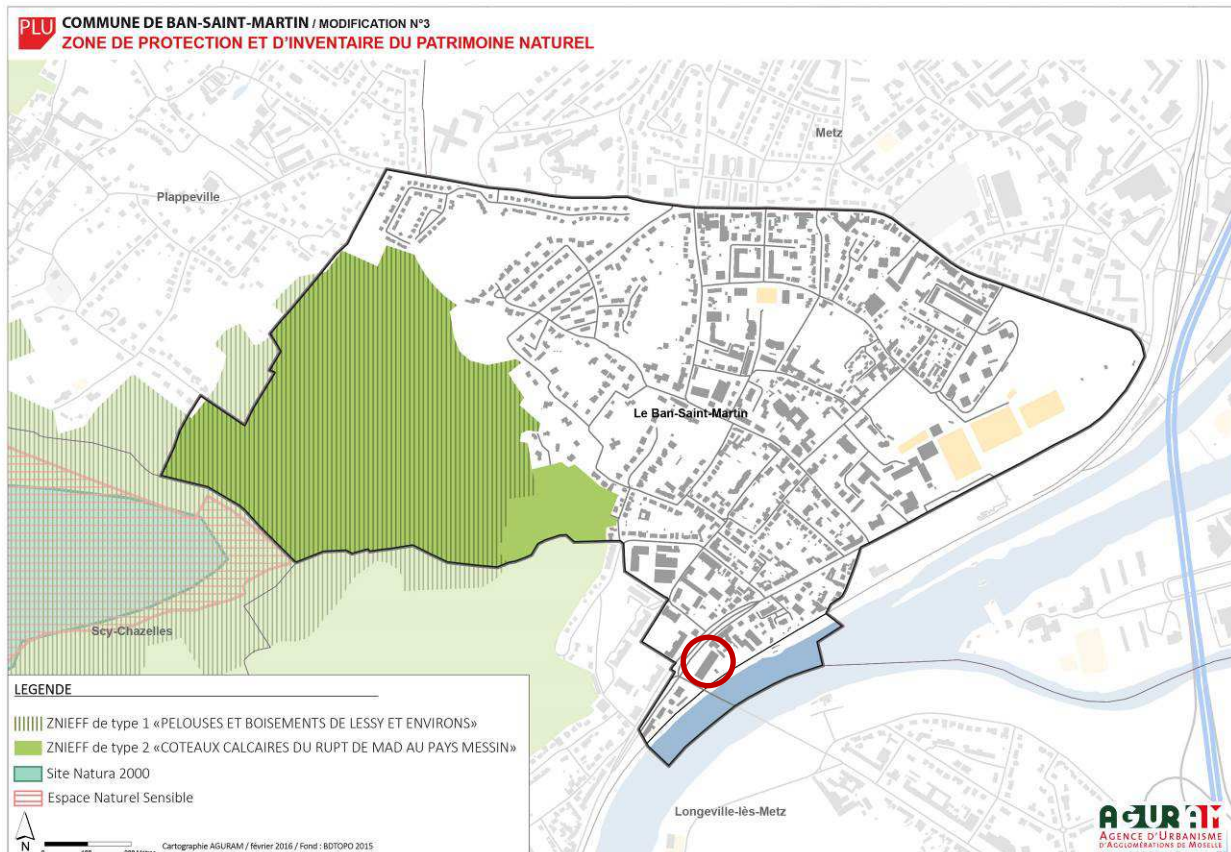 PLU COMMUNE DE BAN-SAINT-MARTIN / MODIFICATION N°3
ZONE DE PROTECTION ET D'INVENTAIRE DU PATRIMOINE NATUREL
Metz
Plappeville
Le Ban-Saint-Martin
Scy-Chazelles
Longeville-lès-Metz
LEGENDE
ZNIEFF de type 1 «PELOUSES ET BOISEMENTS DE LESSY ET ENVIRONS»
ZNIEFF de type 2 «COTEAUX CALCAIRES DU RUPT DE MAD AU PAYS MESSIN»
Site Natura 2000
Espace Naturel Sensible
N
Cartographie AGURAM / février 2016 / Fond : BDTOPO 2015
AGURAM
AGENCE D'URBANISME
D'AGGLOMÉRATIONS DE MOSELLE